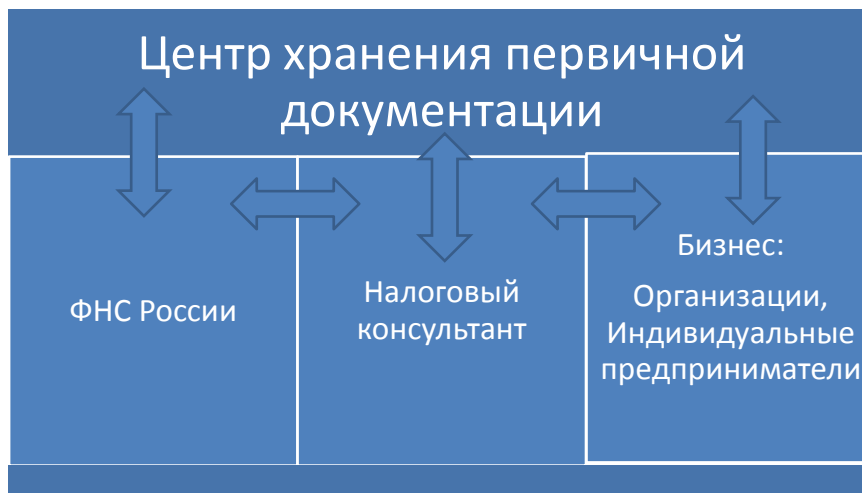 Центр хранения первичной
документации
ФНС России
Налоговый
консультант
Бизнес:
Организации,
Индивидуальные
предприниматели